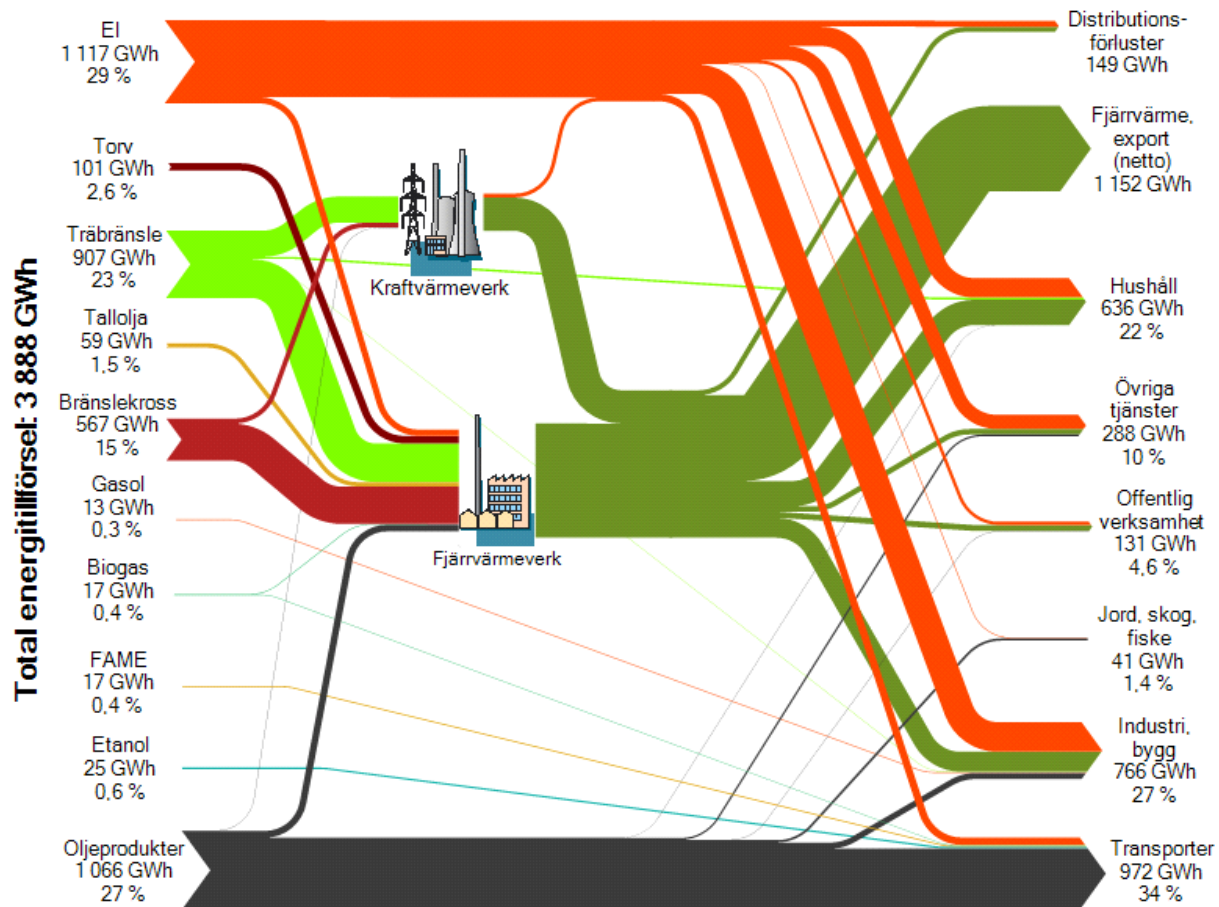 Total energitillförsel: 3 888 GWh
El
1 117 GWh
29 %
Torv
101 GWh
2,6 %
Träbränsle
907 GWh
23 %
Tallolja
59 GWh
1,5 %
Bränslekross
567 GWh
15 %
Gasol
13 GWh
0,3 %
Biogas
17 GWh
0,4 %
FAME
17 GWh
0,4 %
Etanol
25 GWh
0,6 %
Oljeprodukter
1 066 GWh
27 %
Kraftvärmeverk
Fjärrvärmeverk
Distributions-
förluster
149 GWh
Fjärrvärme,
export
(netto)
1 152 GWh
Hushåll
636 GWh
22 %
Övriga
tjänster
288 GWh
10 %
Offentlig
verksamhet
131 GWh
4,6 %
Jord, skog,
fiske
41 GWh
1,4 %
Industri,
bygg
766 GWh
27 %
Transporter
972 GWh
34 %